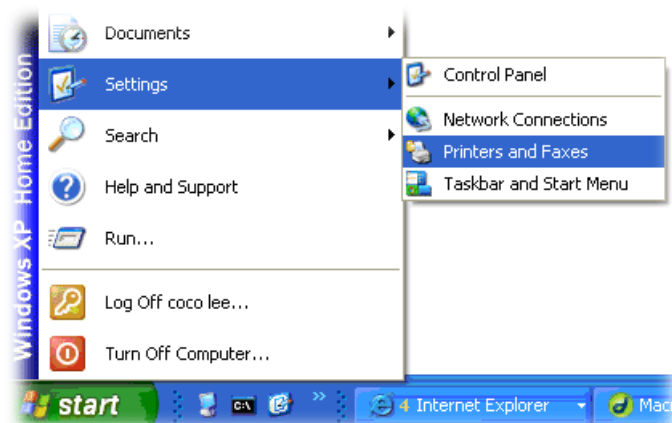 Documents
Settings
Search
Help and Support
Run...
Log Off coco lee...
Turn Off Computer...
Windows XP Home Edition
Control Panel
Network Connections
Printers and Faxes
Taskbar and Start Menu
start
C:\
»
4 Internet Explorer
Mac